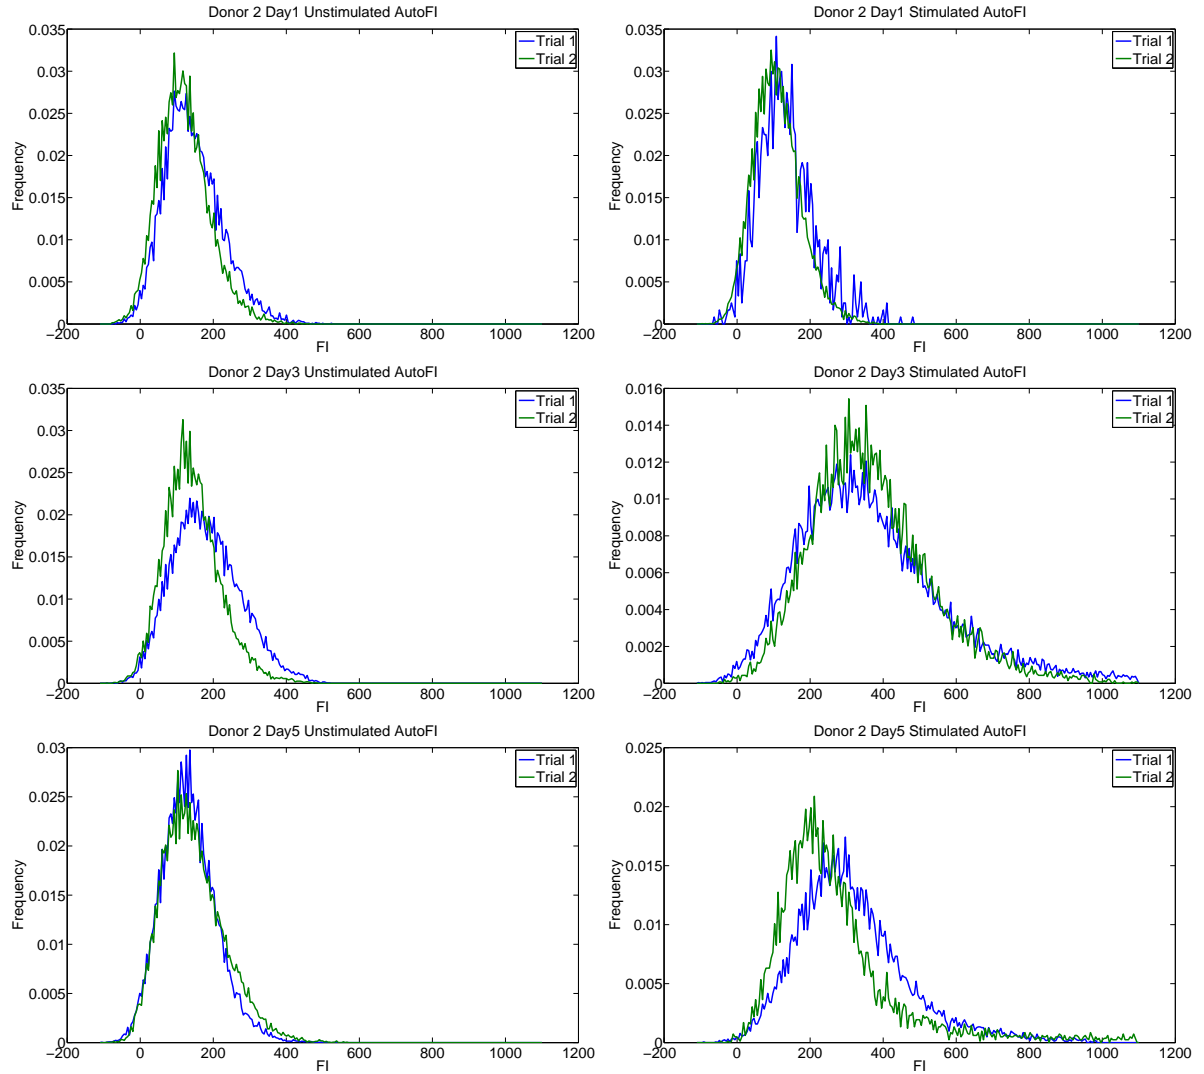 Donor 2 Day1 Unstimulated AutoFI
Trial 1
Trial 2
0.035
0.03
0.025
0.02
0.015
0.01
0.005
0
Frequency
−200 0 200 400 600 800 1000 1200
FI
Donor 2 Day1 Stimulated AutoFI
Trial 1
Trial 2
0.035
0.03
0.025
0.02
0.015
0.01
0.005
0
Frequency
−200 0 200 400 600 800 1000 1200
FI
Donor 2 Day3 Unstimulated AutoFI
Trial 1
Trial 2
0.035
0.03
0.025
0.02
0.015
0.01
0.005
0
Frequency
−200 0 200 400 600 800 1000 1200
FI
Donor 2 Day3 Stimulated AutoFI
Trial 1
Trial 2
0.016
0.014
0.012
0.01
0.008
0.006
0.004
0.002
0
Frequency
−200 0 200 400 600 800 1000 1200
FI
Donor 2 Day5 Unstimulated AutoFI
Trial 1
Trial 2
0.03
0.025
0.02
0.015
0.01
0.005
0
Frequency
−200 0 200 400 600 800 1000 1200
FI
Donor 2 Day5 Stimulated AutoFI
Trial 1
Trial 2
0.025
0.02
0.015
0.01
0.005
0
Frequency
−200 0 200 400 600 800 1000 1200
FI